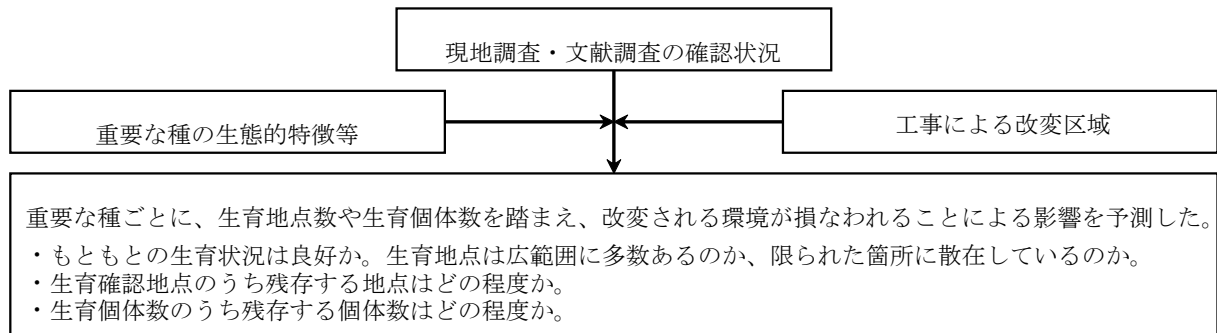 現地調査・文献調査の確認状況
重要な種の生態的特徴等
工事による改変区域
重要な種ごとに、生育地点数や生育個体数を踏まえ、改変される環境が損なわれることによる影響を予測した。
・もともとの生育状況は良好か。生育地点は広範囲に多数あるのか、限られた箇所に散在しているのか。
・生育確認地点のうち残存する地点はどの程度か。
・生育個体数のうち残存する個体数はどの程度か。